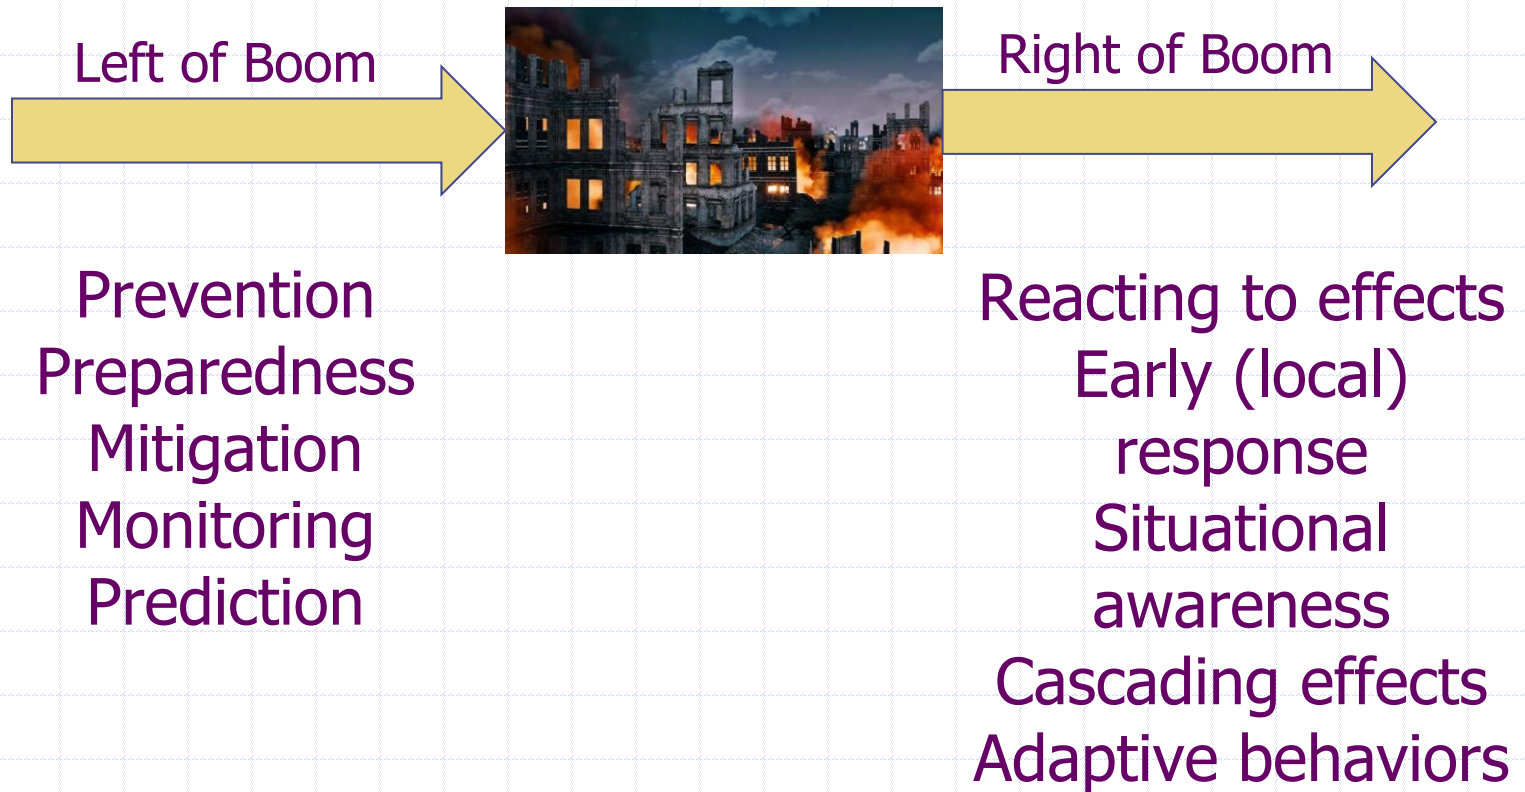 Left of Boom
Right of Boom
Prevention
Preparedness
Mitigation
Monitoring
Prediction
Reacting to effects
Early (local)
response
Situational
awareness
Cascading effects
Adaptive behaviors